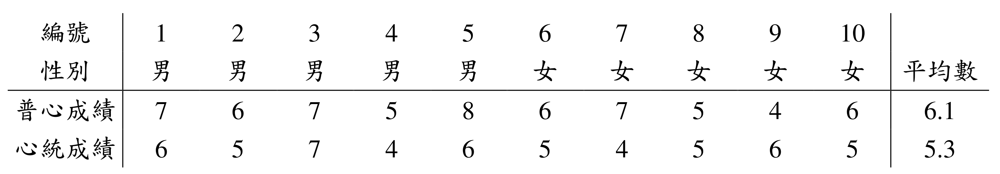 編號 1 2 3 4 5 6 7 8 9 10
性別 男 男 男 男 男 女 女 女 女 女 平均數
普心成績 7 6 7 5 8 6 7 5 4 6 6.1
心統成績 6 5 7 4 6 5 4 5 6 5 5.3